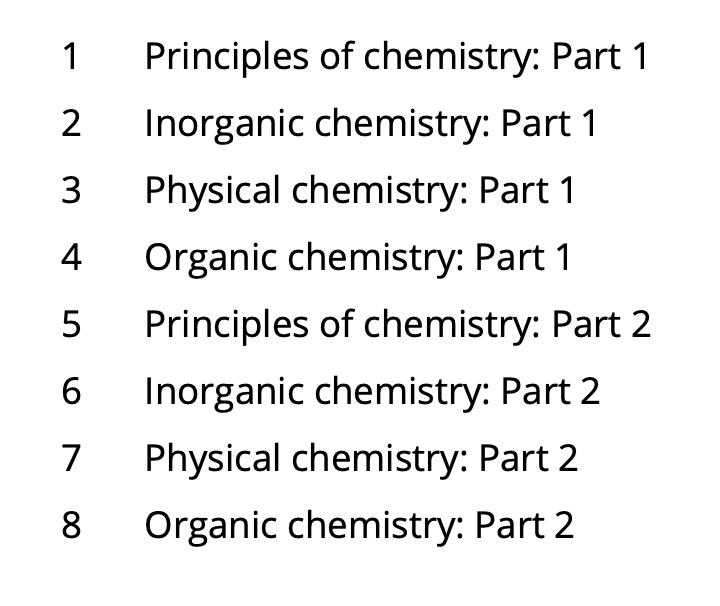 1 Principles of chemistry: Part 1
2 Inorganic chemistry: Part 1
3 Physical chemistry: Part 1
4 Organic chemistry: Part 1
5 Principles of chemistry: Part 2
6 Inorganic chemistry: Part 2
7 Physical chemistry: Part 2
8 Organic chemistry: Part 2